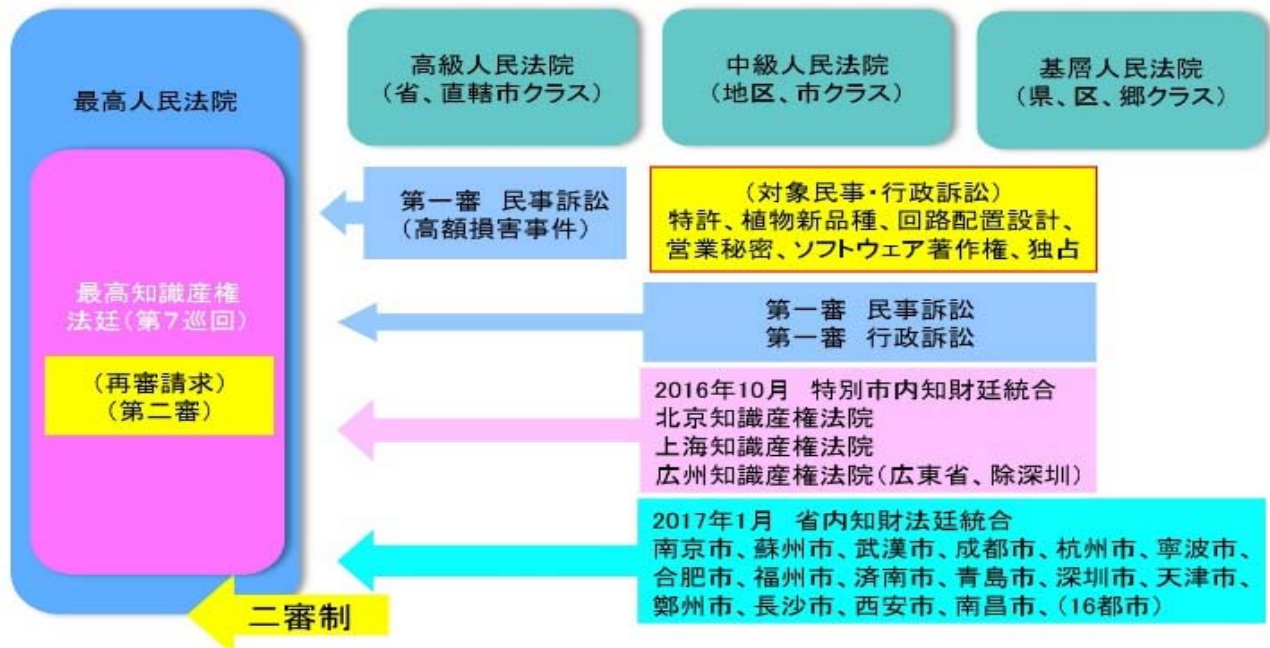 最高人民法院
高級人民法院
(省、直轄市クラス)
中級人民法院
(地区、市クラス)
基層人民法院
(県、区、郷クラス)
最高知識産権
法廷(第7巡回)
(再審請求)
(第二審)
第一審 民事訴訟
(高額損害事件)
(対象民事・行政訴訟)
特許、植物新品種、回路配置設計、
営業秘密、ソフトウェア著作権、独占
第一審 民事訴訟
第一審 行政訴訟
2016年10月 特別市内知財廷統合
北京知識産権法院
上海知識産権法院
広州知識産権法院(広東省、除深圳)
2017年1月 省内知財法廷統合
南京市、蘇州市、武漢市、成都市、杭州市、寧波市、
合肥市、福州市、済南市、青島市、深圳市、天津市、
鄭州市、長沙市、西安市、南昌市、(16都市)
二審制